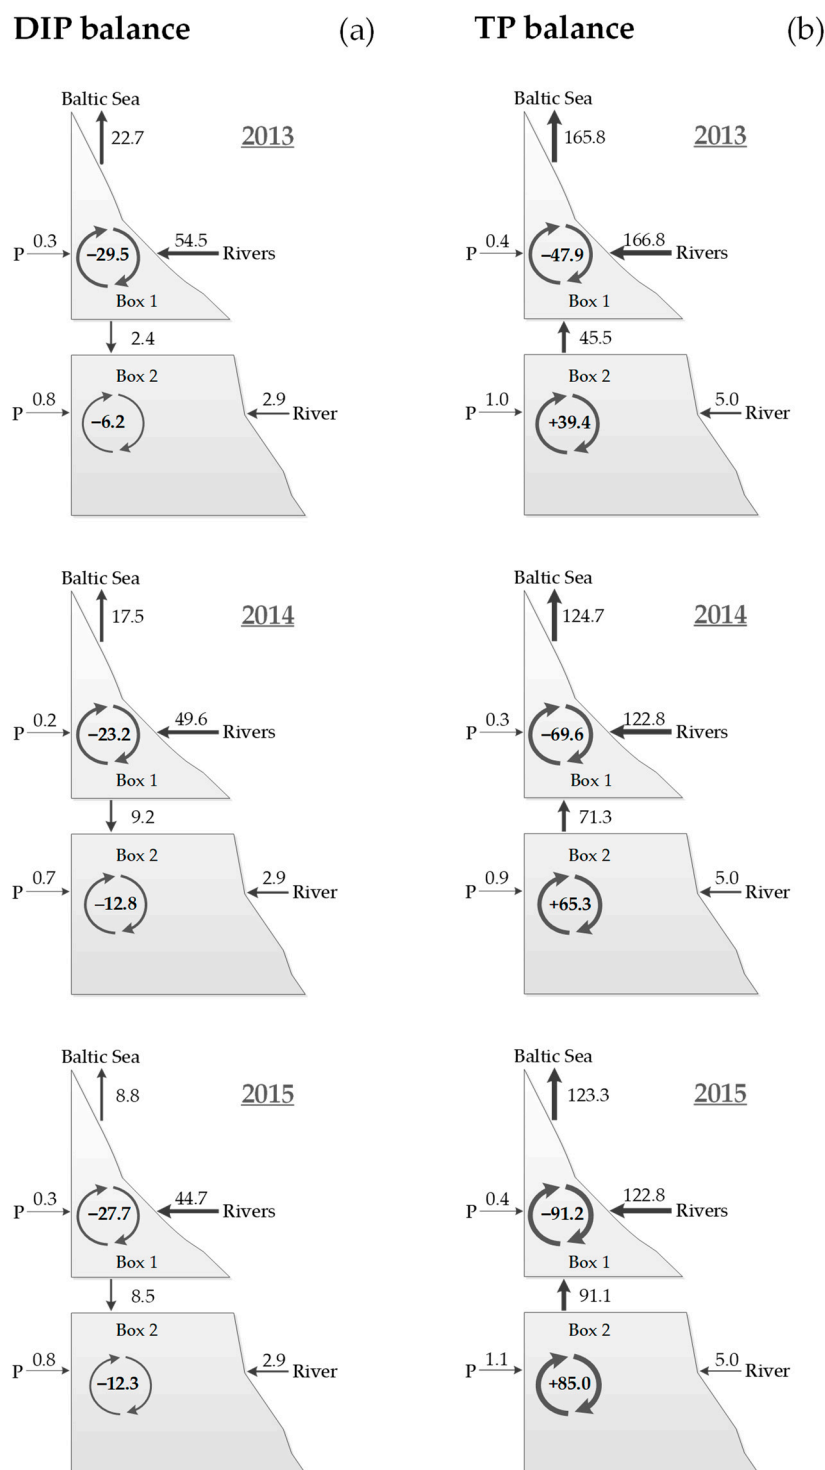 DIP balance (a) TP balance (b)
Baltic Sea
22.7
2013
P 0.3
−29.5
54.5 Rivers
Box 1
2.4
Box 2
P 0.8
−6.2
2.9 River
Baltic Sea
165.8
2013
P 0.4
−47.9
166.8 Rivers
Box 1
45.5
Box 2
P 1.0
+39.4
5.0 River
Baltic Sea
17.5
2014
P 0.2
−23.2
49.6 Rivers
Box 1
9.2
Box 2
P 0.7
−12.8
2.9 River
Baltic Sea
124.7
2014
P 0.3
−69.6
122.8 Rivers
Box 1
71.3
Box 2
P 0.9
+65.3
5.0 River
Baltic Sea
8.8
2015
P 0.3
−27.7
44.7 Rivers
Box 1
8.5
Box 2
P 0.8
−12.3
2.9 River
Baltic Sea
123.3
2015
P 0.4
−91.2
122.8 Rivers
Box 1
91.1
Box 2
P 1.1
+85.0
5.0 River